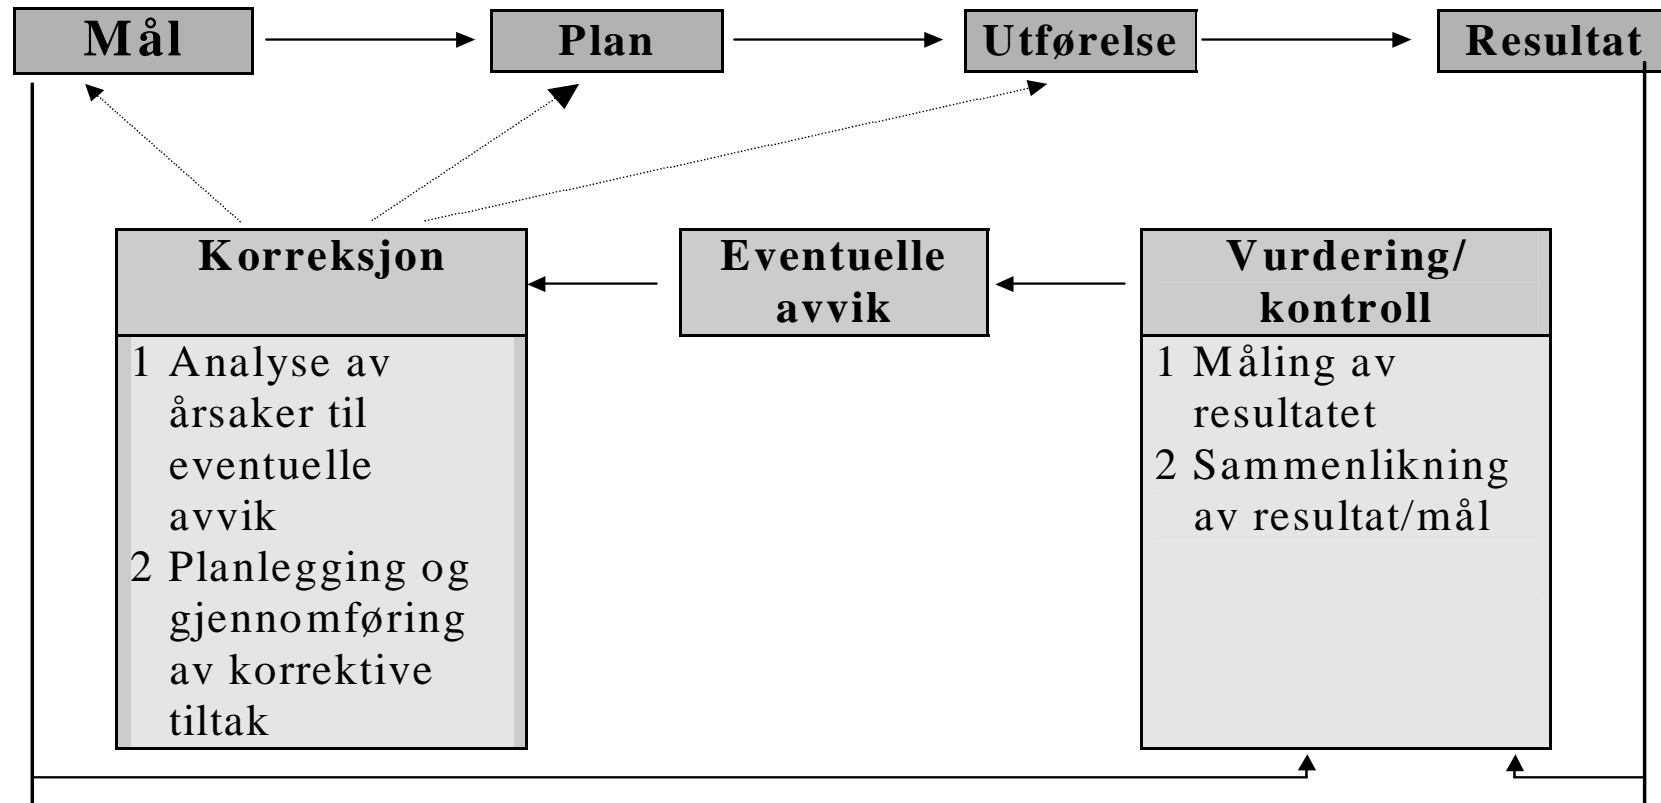 Mål
Plan
Utførelse
Resultat
Korreksjon
1 Analyse av
årsaker til
eventuelle
avvik
2 Planlegging og
gjennomføring
av korrektive
tiltak
Eventuelle
avvik
Vurdering/
kontroll
1 Måling av
resultatet
2 Sammenlikning
av resultat/mål